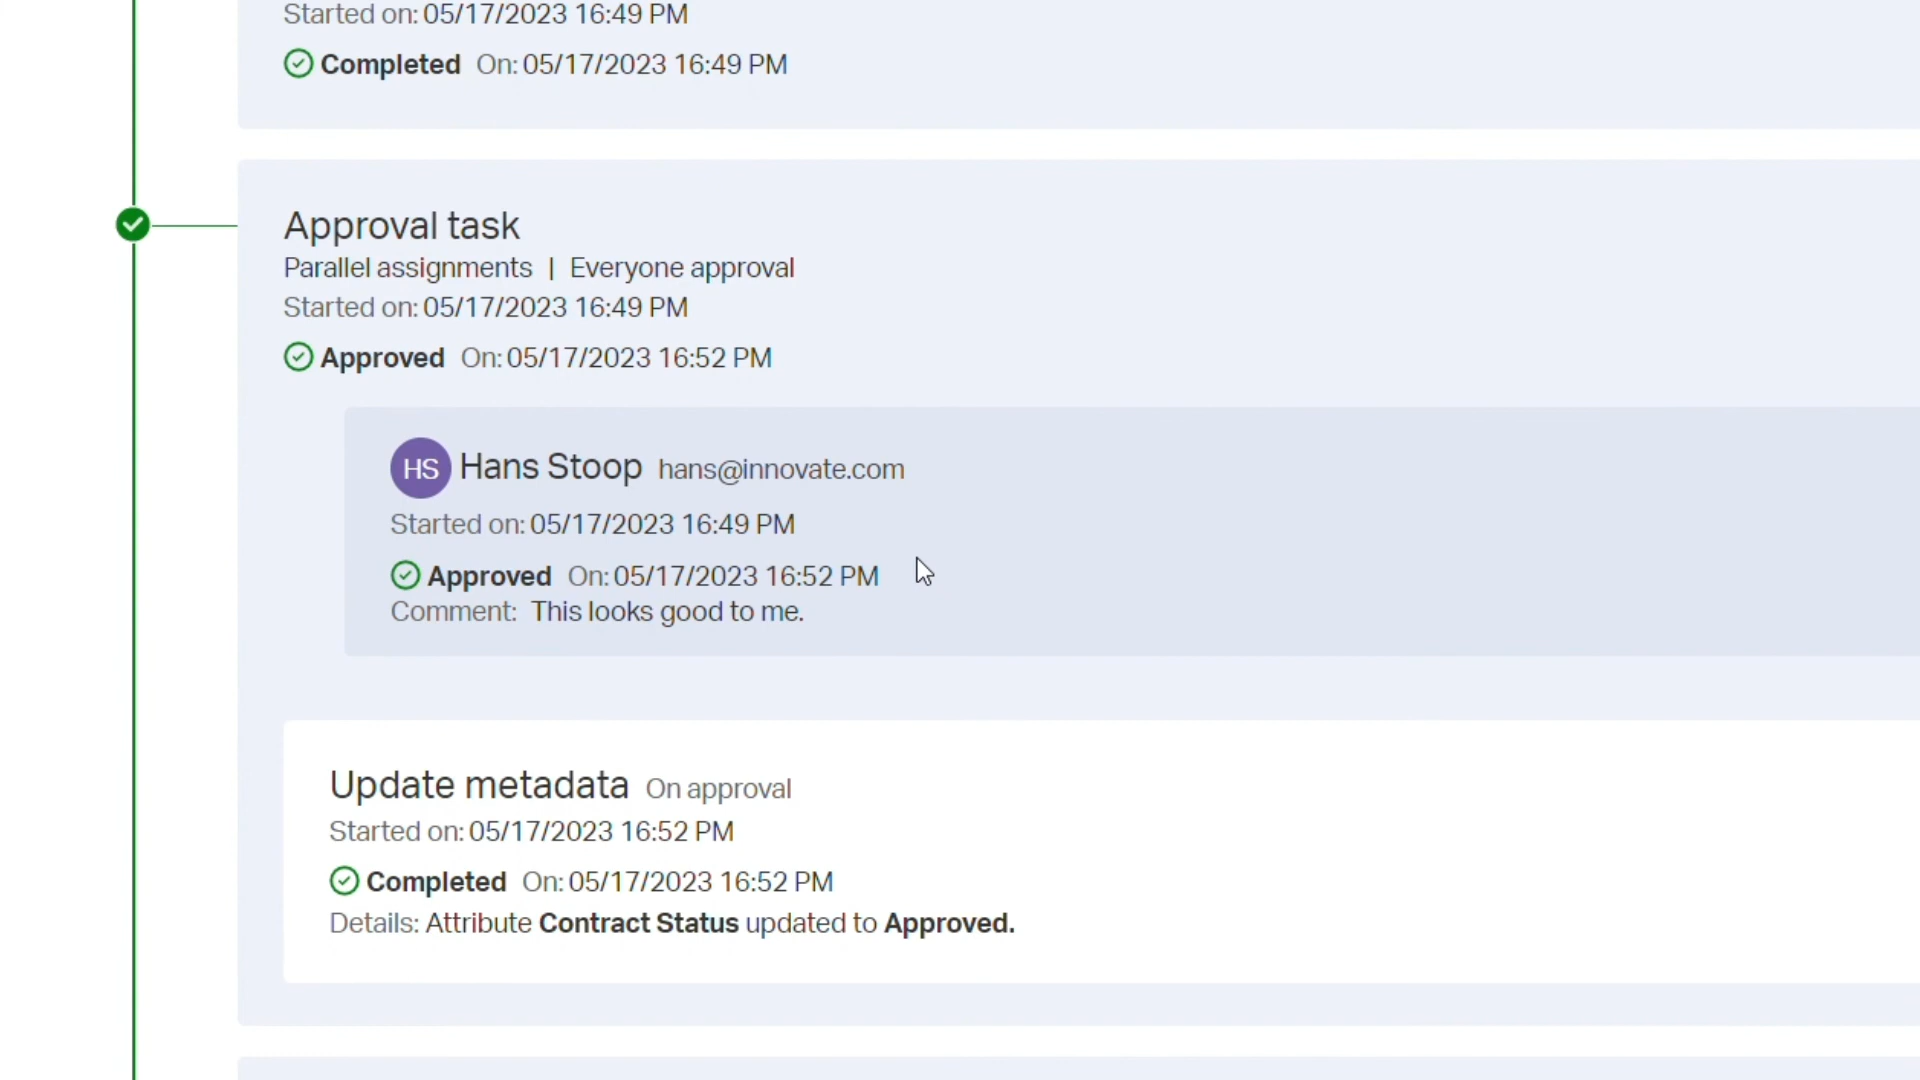 Started on: 05/17/2023 16:49 PM
Completed On: 05/17/2023 16:49 PM
Approval task
Parallel assignments | Everyone approval
Started on: 05/17/2023 16:49 PM
Approved On: 05/17/2023 16:52 PM
HS Hans Stoop hans@innovate.com
Started on: 05/17/2023 16:49 PM
Approved On: 05/17/2023 16:52 PM
Comment: This looks good to me.
Update metadata On approval
Started on: 05/17/2023 16:52 PM
Completed On: 05/17/2023 16:52 PM
Details: Attribute Contract Status updated to Approved.